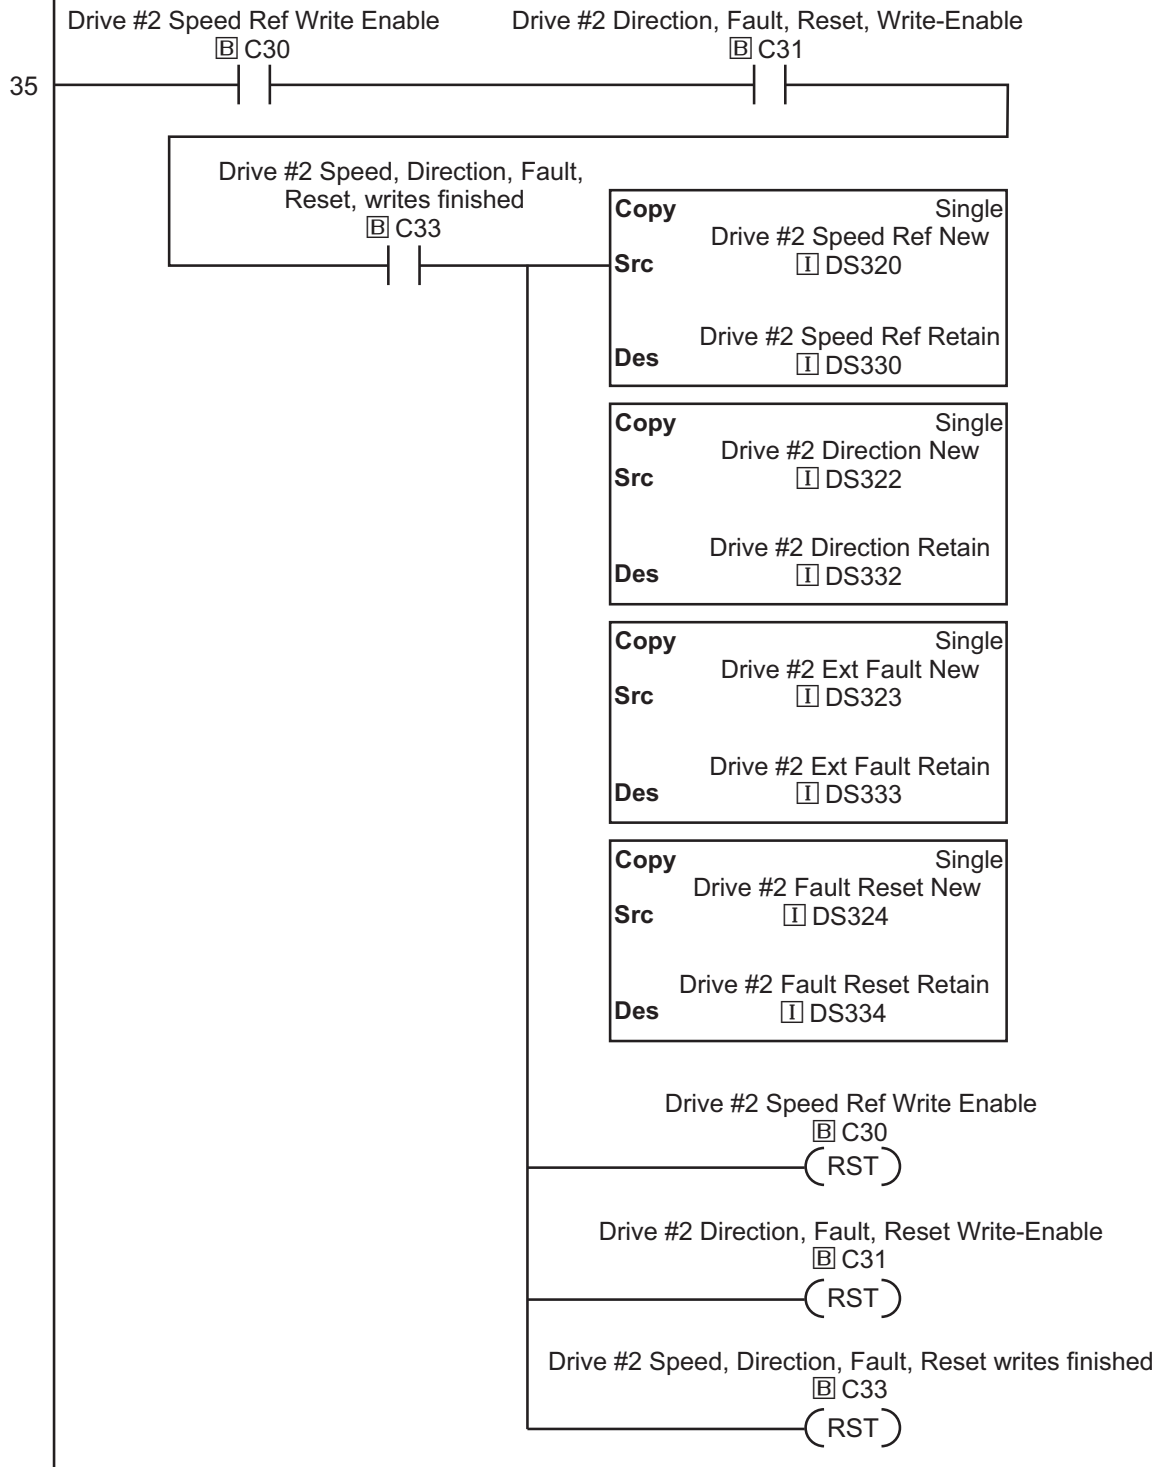 Drive #2 Speed Ref Write Enable
B C30
Drive #2 Direction, Fault, Reset, Write-Enable
B C31
35
Drive #2 Speed, Direction, Fault,
Reset, writes finished
B C33
Copy Single
Drive #2 Speed Ref New
Src I DS320
Drive #2 Speed Ref Retain
Des I DS330
Copy Single
Drive #2 Direction New
Src I DS322
Drive #2 Direction Retain
Des I DS332
Copy Single
Drive #2 Ext Fault New
Src I DS323
Drive #2 Ext Fault Retain
Des I DS333
Copy Single
Drive #2 Fault Reset New
Src I DS324
Drive #2 Fault Reset Retain
Des I DS334
Drive #2 Speed Ref Write Enable
B C30
RST
Drive #2 Direction, Fault, Reset Write-Enable
B C31
RST
Drive #2 Speed, Direction, Fault, Reset writes finished
B C33
RST